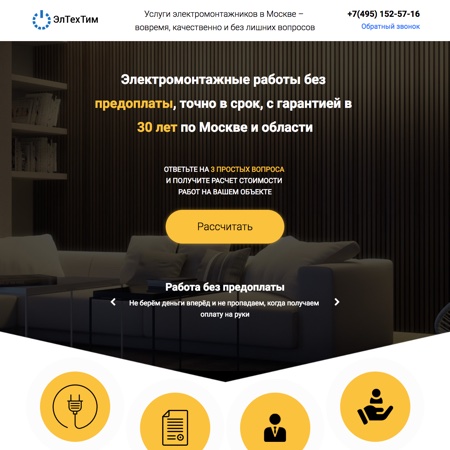 ЭлТехТим
Услуги электромонтажников в Москве –
вовремя, качественно и без лишних вопросов
+7(495) 152-57-16
Обратный звонок
Электромонтажные работы без
предоплаты, точно в срок, с гарантией в
30 лет по Москве и области
ОТВЕТЬТЕ НА 3 ПРОСТЫХ ВОПРОСА
И ПОЛУЧИТЕ РАСЧЕТ СТОИМОСТИ
РАБОТ НА ВАШЕМ ОБЪЕКТЕ
Рассчитать
Работа без предоплаты
Не берём деньги вперёд и не пропадаем, когда получаем
оплату на руки